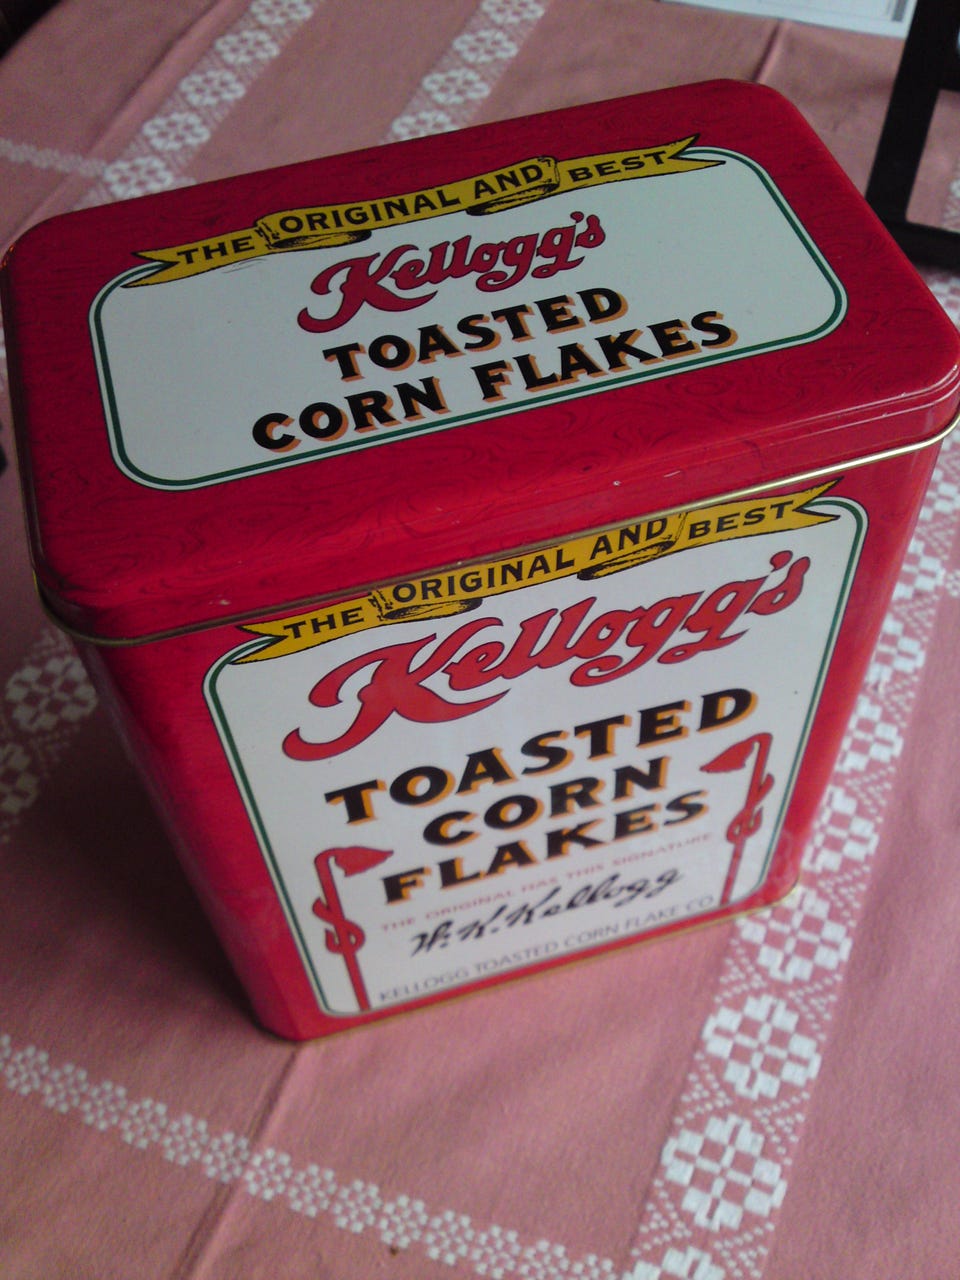 THE ORIGINAL AND BEST
Kellogg's
TOASTED
CORN FLAKES
THE ORIGINAL AND BEST
Kellogg's
TOASTED
CORN
FLAKES
THE ORIGINAL HAS THIS SIGNATURE
W. K. Kellogg
KELLOGG TOASTED CORN FLAKE CO.